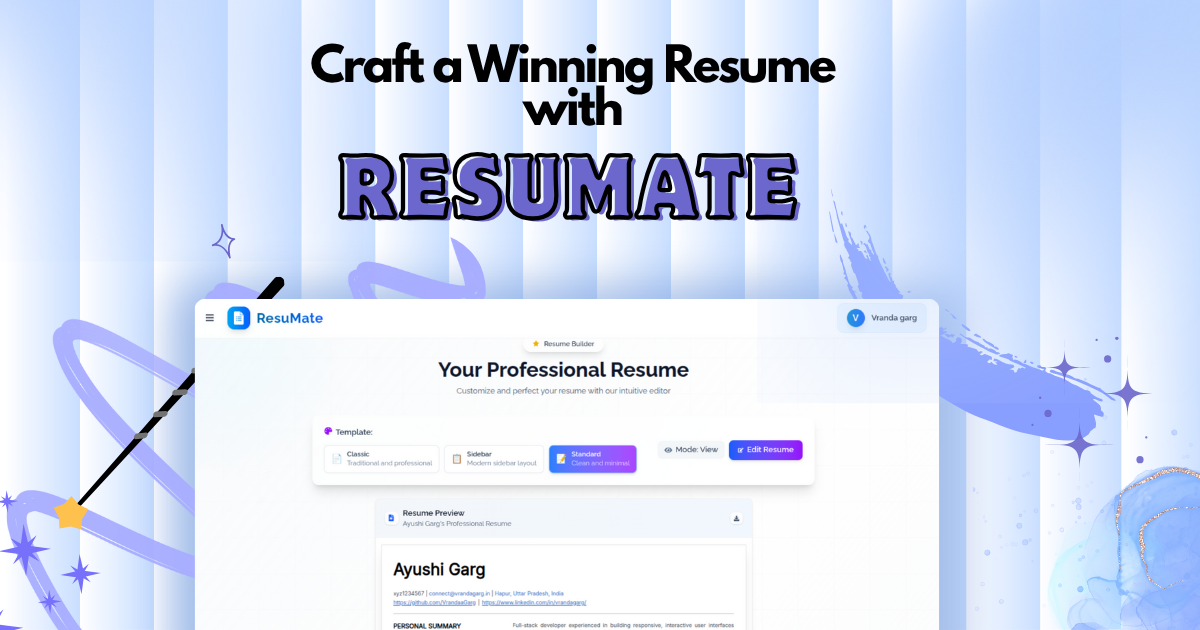 Craft a Winning Resume
with
RESUMATE
ResuMate
V Vranda garg
Resume Builder
Your Professional Resume
Customize and perfect your resume with our intuitive editor
Template:
Classic
Traditional and professional
Sidebar
Modern sidebar layout
Standard
Clean and minimal
Mode: View
Edit Resume
Resume Preview
Ayushi Garg's Professional Resume
Ayushi Garg
xyz1234567 | connect@vrandagarg.in | Hapur, Uttar Pradesh, India
https://github.com/VrandaaGarg | https://www.linkedin.com/in/vrandagarg/
PERSONAL SUMMARY
Full-stack developer experienced in building responsive, interactive user interfaces